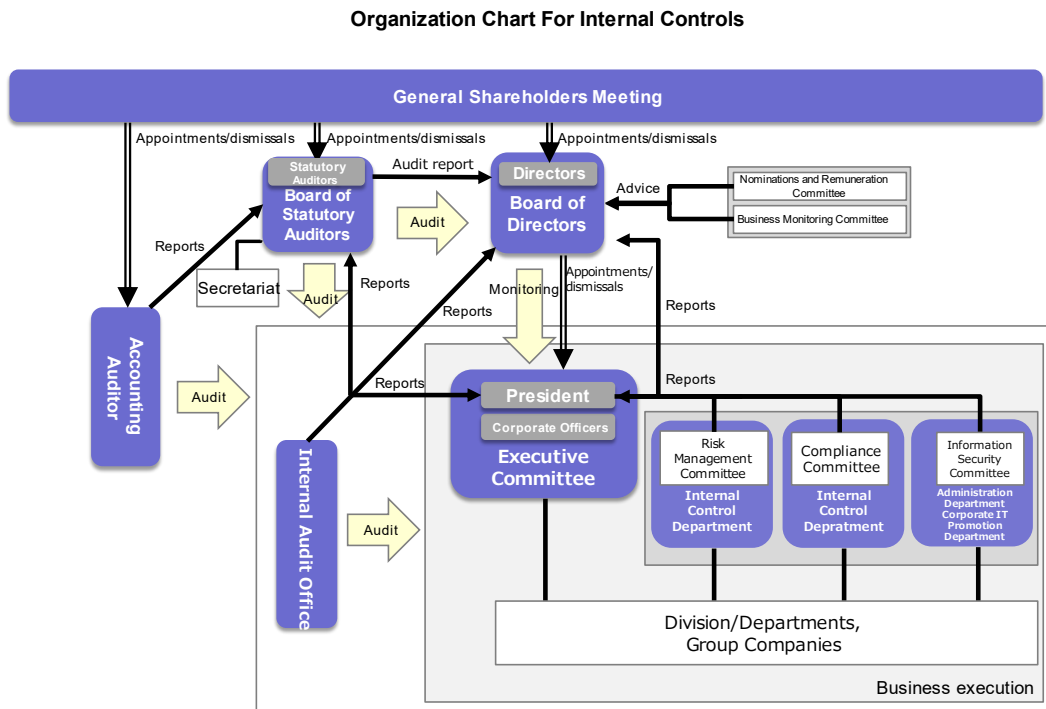 Organization Chart For Internal Controls
General Shareholders Meeting
Appointments/dismissals
Appointments/dismissals
Appointments/dismissals
Statutory
Auditors
Board of
Statutory
Auditors
Audit report
Directors
Board of
Directors
Advice
Nominations and Remuneration
Committee
Business Monitoring Committee
Audit
Reports
Secretariat
Audit
Reports
Reports
Monitoring
Appointments/
dismissals
Reports
Accounting
Auditor
Audit
Reports
Reports
President
Corporate Officers
Executive
Committee
Risk
Management
Committee
Internal
Control
Department
Compliance
Committee
Internal
Control
Depratment
Information
Security
Committee
Administration
Department
Corporate IT
Promotion
Department
Internal Audit Office
Audit
Division/Departments,
Group Companies
Business execution